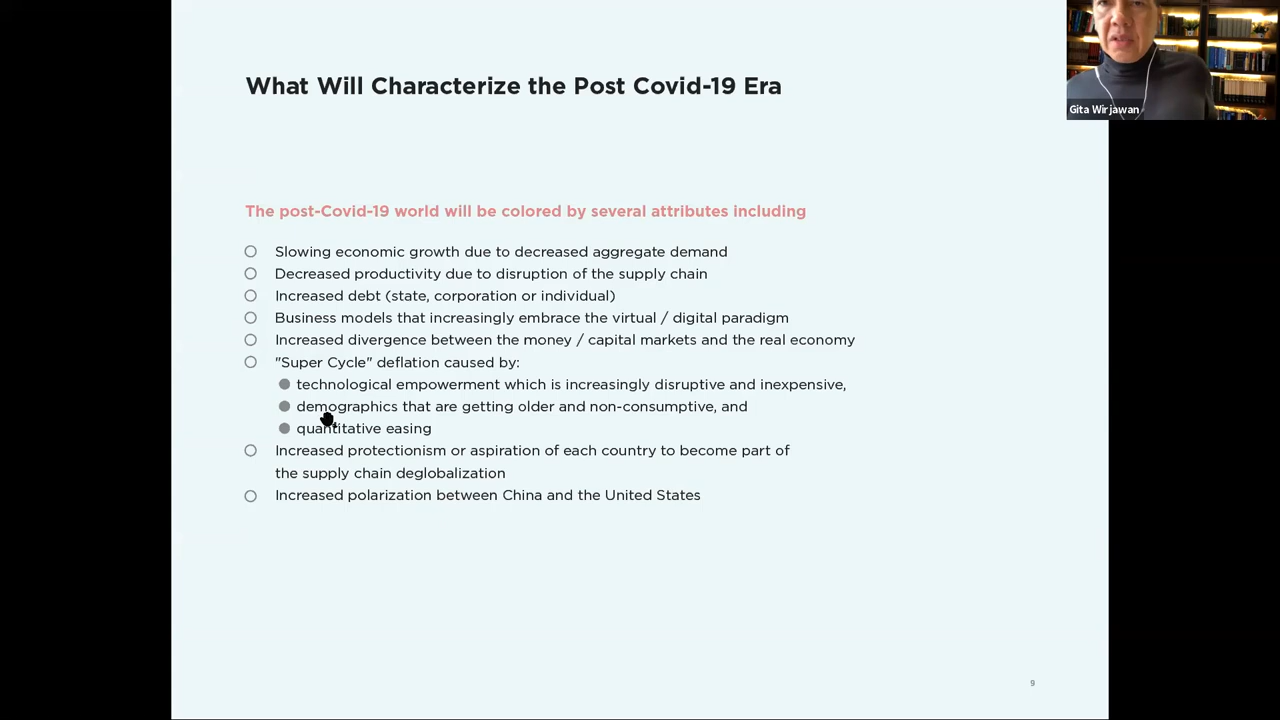 What Will Characterize the Post Covid-19 Era
Gita Wirjawan
The post-Covid-19 world will be colored by several attributes including
Slowing economic growth due to decreased aggregate demand
Decreased productivity due to disruption of the supply chain
Increased debt (state, corporation or individual)
Business models that increasingly embrace the virtual / digital paradigm
Increased divergence between the money / capital markets and the real economy
"Super Cycle" deflation caused by:
technological empowerment which is increasingly disruptive and inexpensive,
demographics that are getting older and non-consumptive, and
quantitative easing
Increased protectionism or aspiration of each country to become part of
the supply chain deglobalization
Increased polarization between China and the United States
9